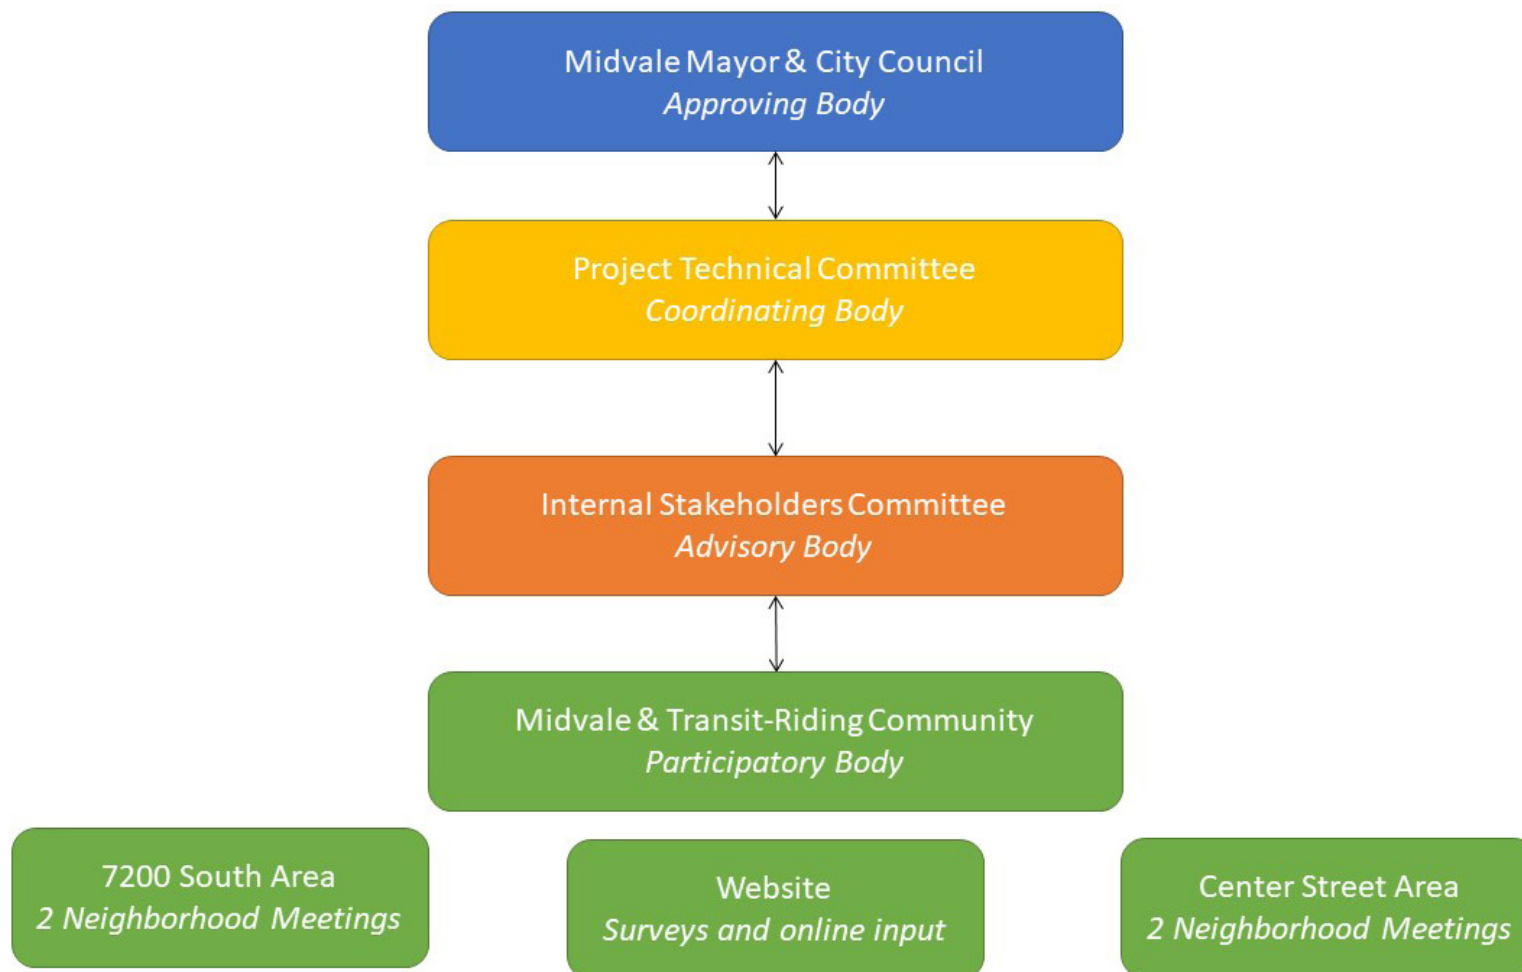 Midvale Mayor & City Council
Approving Body
Project Technical Committee
Coordinating Body
Internal Stakeholders Committee
Advisory Body
Midvale & Transit-Riding Community
Participatory Body
7200 South Area
2 Neighborhood Meetings
Website
Surveys and online input
Center Street Area
2 Neighborhood Meetings